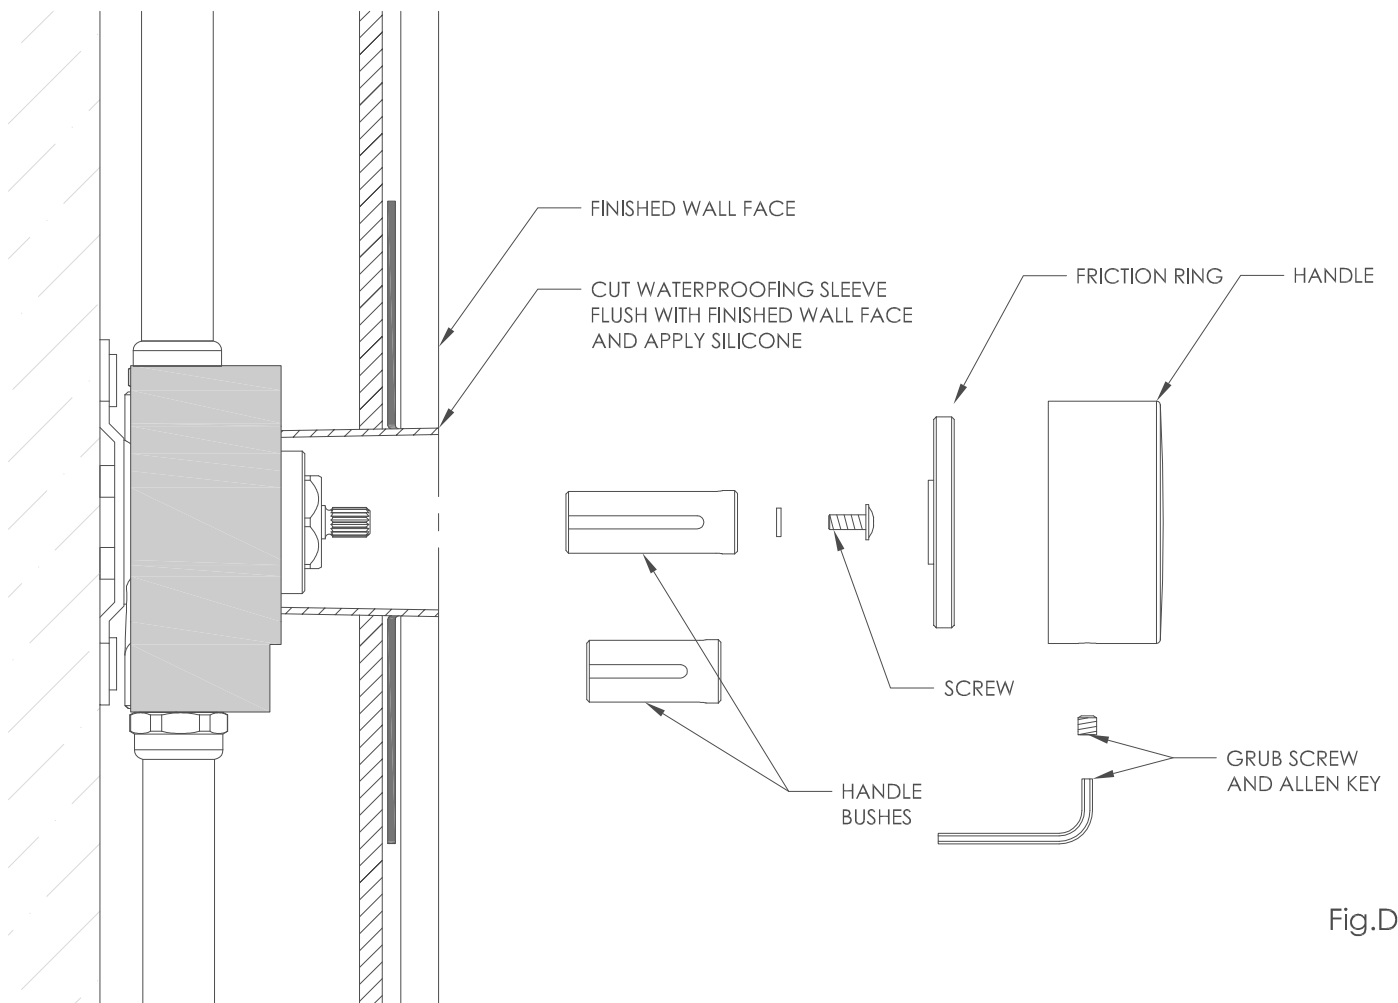 FINISHED WALL FACE
CUT WATERPROOFING SLEEVE
FLUSH WITH FINISHED WALL FACE
AND APPLY SILICONE
FRICTION RING
HANDLE
SCREW
HANDLE
BUSHES
GRUB SCREW
AND ALLEN KEY
Fig.D